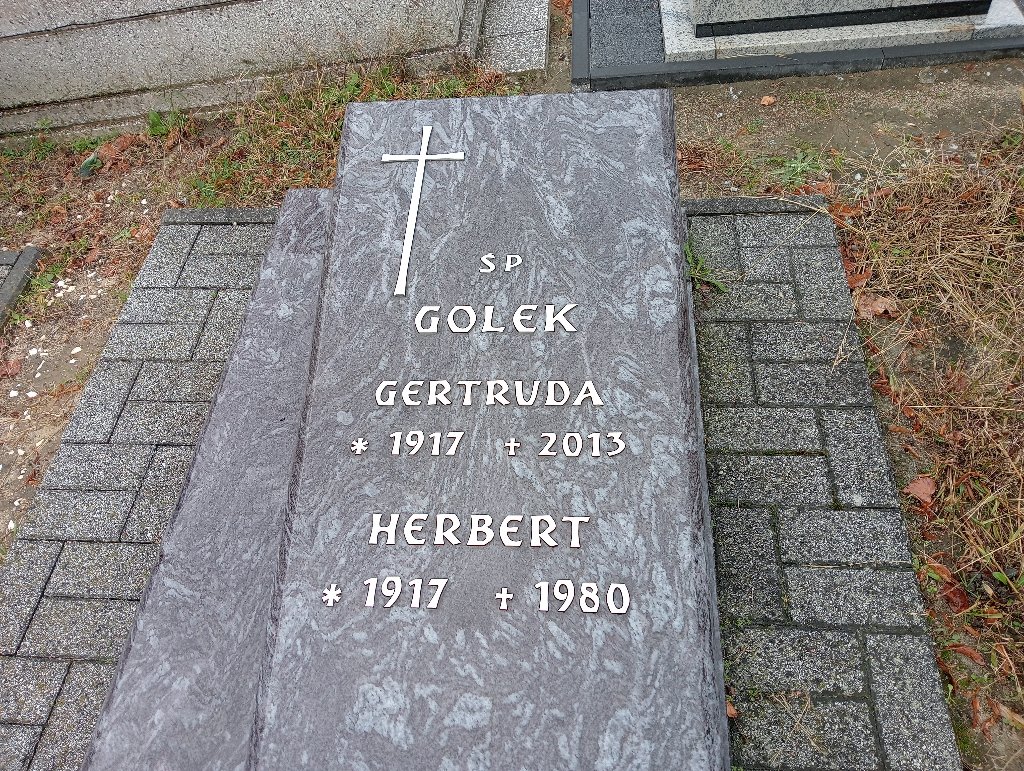 SP
GOLEK
GERTRUDA
* 1917 + 2013
HERBERT
* 1917 + 1980